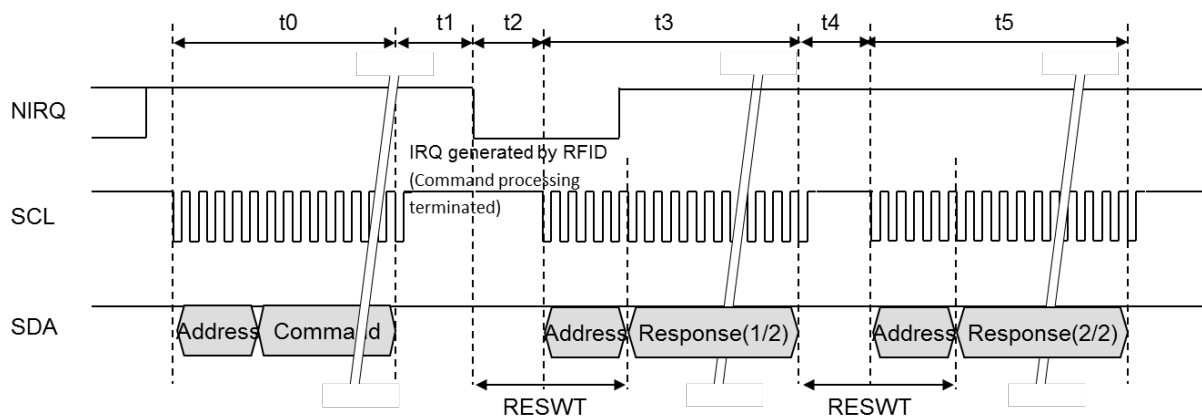 t0 t1 t2 t3 t4 t5
NIRQ
IRQ generated by RFID
(Command processing
terminated)
SCL
SDA
Address Command Address Response(1/2) Address Response(2/2)
RESWT RESWT